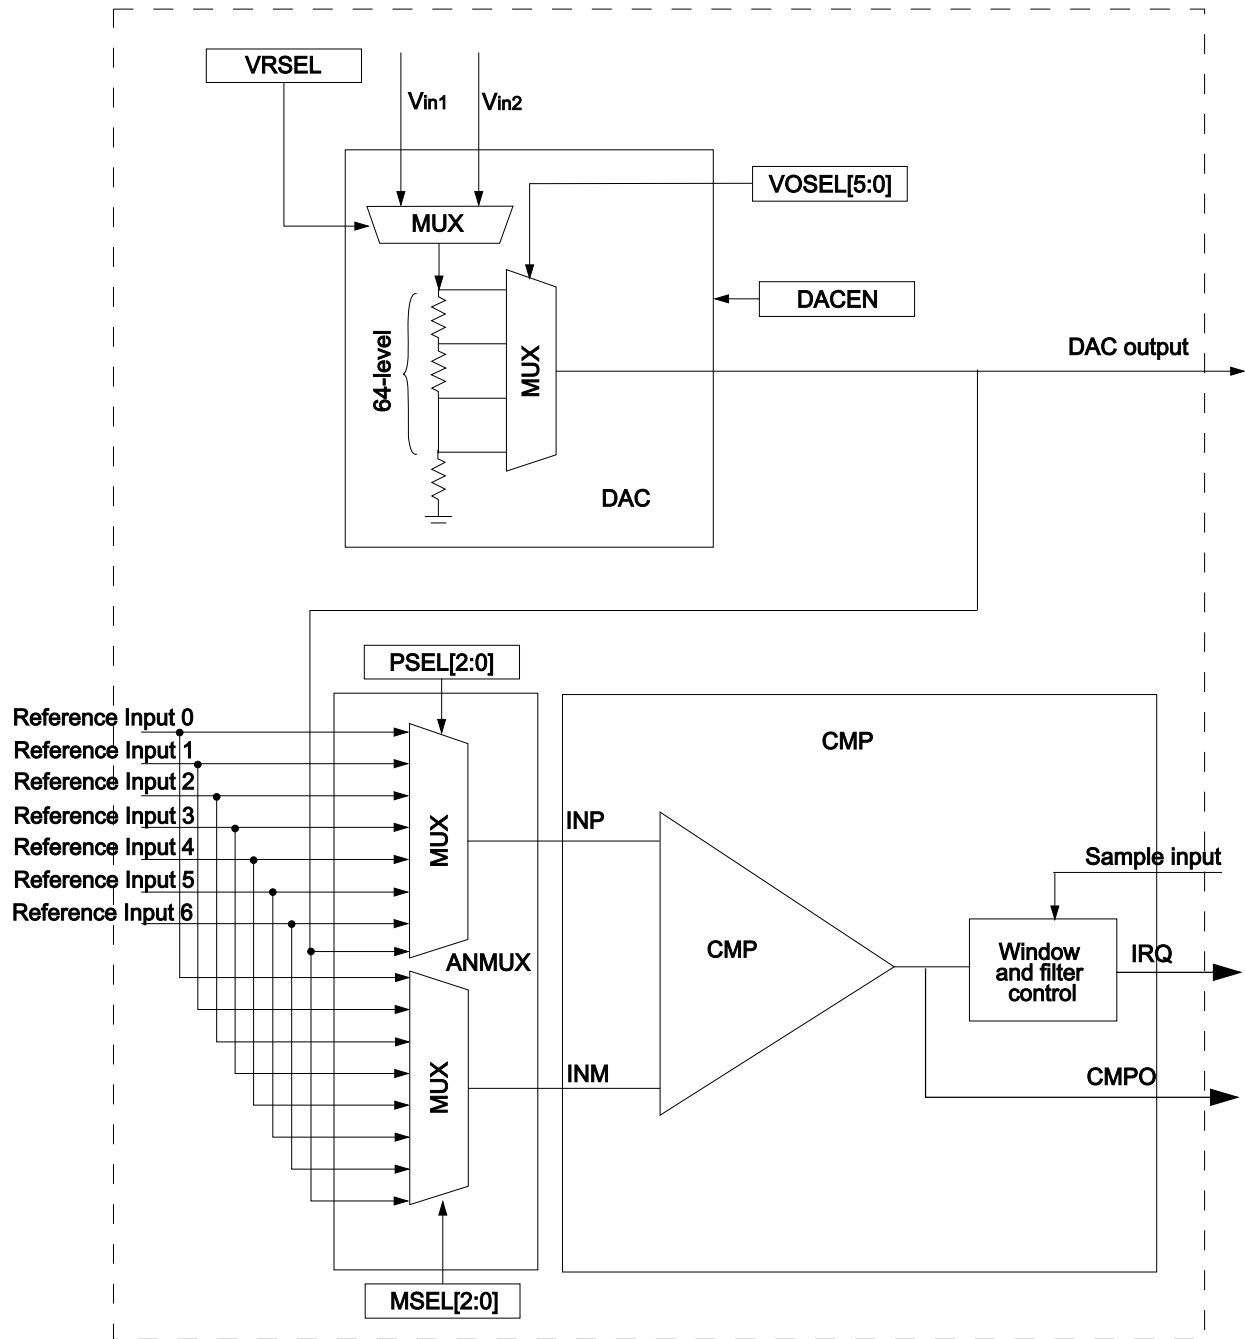 VRSEL
Vin1
Vin2
MUX
VOSEL[5:0]
DACEN
64-level
MUX
DAC output
DAC
PSEL[2:0]
Reference Input 0
Reference Input 1
Reference Input 2
Reference Input 3
Reference Input 4
Reference Input 5
Reference Input 6
MUX
ANMUX
MUX
MSEL[2:0]
CMP
INP
INM
CMP
Sample input
Window
and filter
control
IRQ
CMPO